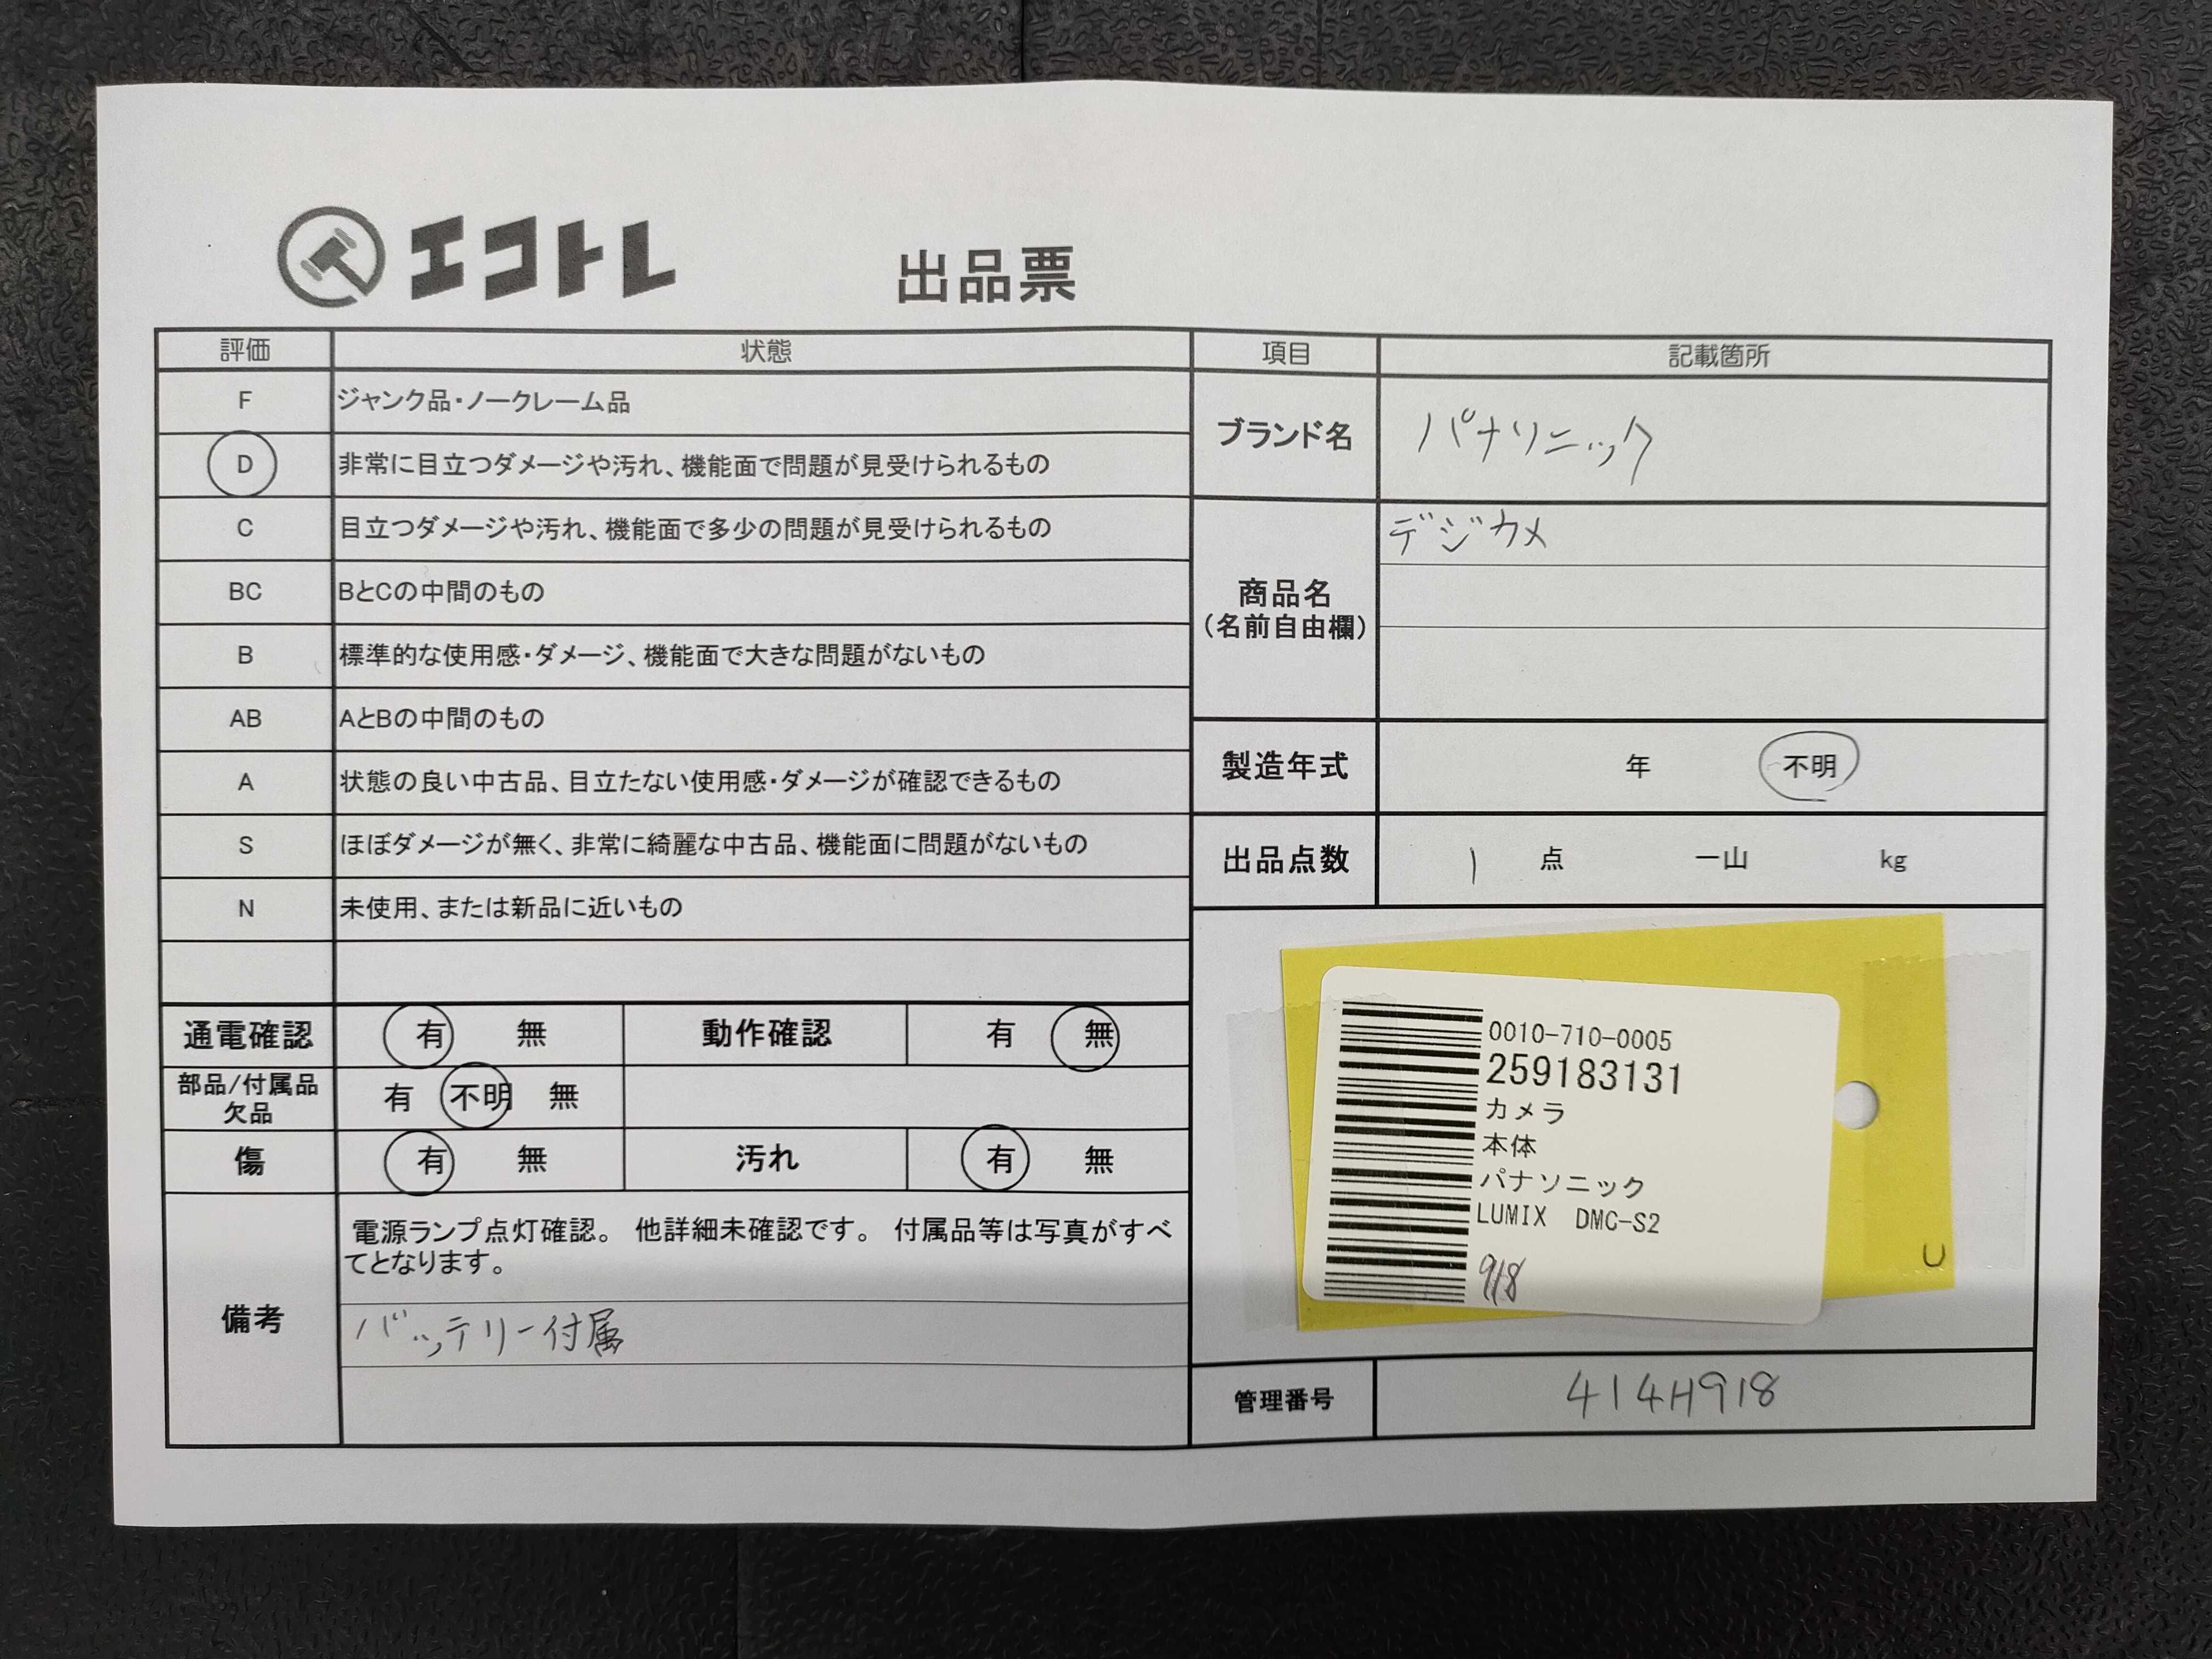 エコトレ 出品票
評価 状態
F ジャンク品・ノークレーム品
D 非常に目立つダメージや汚れ、機能面で問題が見受けられるもの
C 目立つダメージや汚れ、機能面で多少の問題が見受けられるもの
BC BとCの中間のもの
B 標準的な使用感・ダメージ、機能面で大きな問題がないもの
AB AとBの中間のもの
A 状態の良い中古品、目立たない使用感・ダメージが確認できるもの
S ほぼダメージが無く、非常に綺麗な中古品、機能面に問題がないもの
N 未使用、または新品に近いもの
通電確認 有 無 動作確認 有 無
部品/付属品
欠品 有 不明 無
傷 有 無 汚れ 有 無
備考
電源ランプ点灯確認。 他詳細未確認です。 付属品等は写真がすべ
てとなります。
バッテリー付属
項目 記載箇所
ブランド名 パナソニック
商品名
(名前自由欄)
デジカメ
製造年式 年 不明
出品点数 1 点 一山 kg
0010-710-0005
259183131
カメラ
本体
パナソニック
LUMIX DMC-S2
918
U
管理番号 414H918